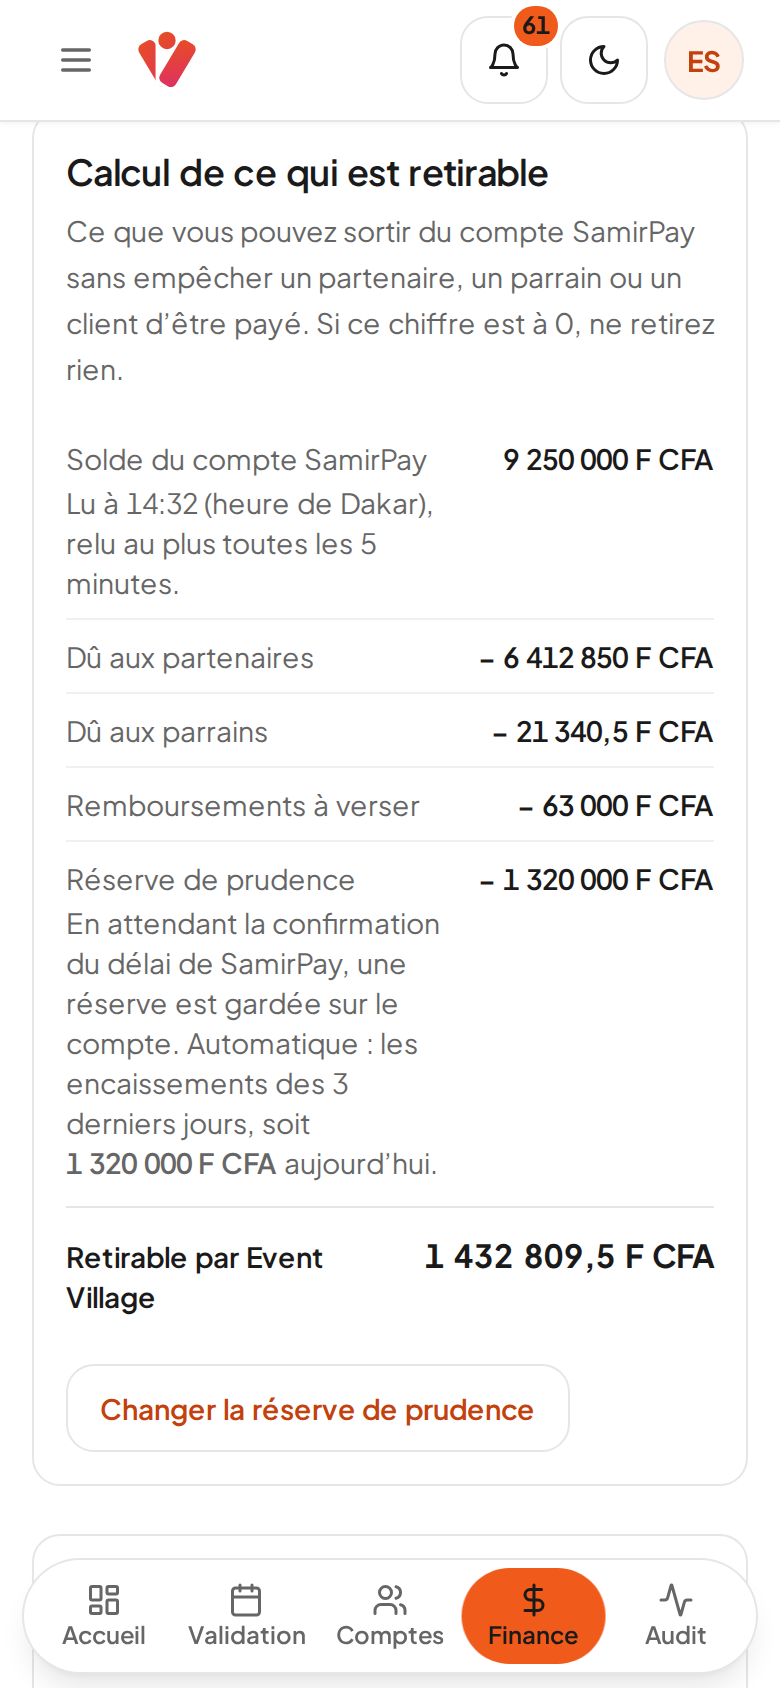 61
ES
Calcul de ce qui est retirable
Ce que vous pouvez sortir du compte SamirPay
sans empêcher un partenaire, un parrain ou un
client d’être payé. Si ce chiffre est à 0, ne retirez
rien.
Solde du compte SamirPay 9 250 000 F CFA
Lu à 14:32 (heure de Dakar),
relu au plus toutes les 5
minutes.
Dû aux partenaires − 6 412 850 F CFA
Dû aux parrains − 21 340,5 F CFA
Remboursements à verser − 63 000 F CFA
Réserve de prudence − 1 320 000 F CFA
En attendant la confirmation
du délai de SamirPay, une
réserve est gardée sur le
compte. Automatique : les
encaissements des 3
derniers jours, soit
1 320 000 F CFA aujourd’hui.
Retirable par Event 1 432 809,5 F CFA
Village
Changer la réserve de prudence
Accueil Validation Comptes Finance Audit